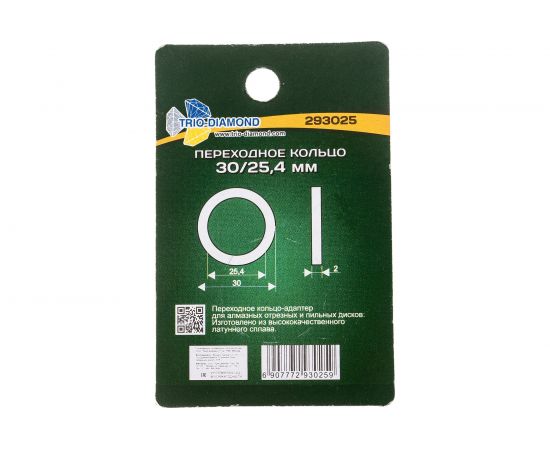 TRIO-DIAMOND
www.trio-diamond.com
293025
ПЕРЕХОДНОЕ КОЛЬЦО
30/25,4 мм
25,4
30
2
Переходное кольцо-адаптер
для алмазных отрезных и пильных дисков.
Изготовлено из высококачественного
латунного сплава.
6 907772 930259